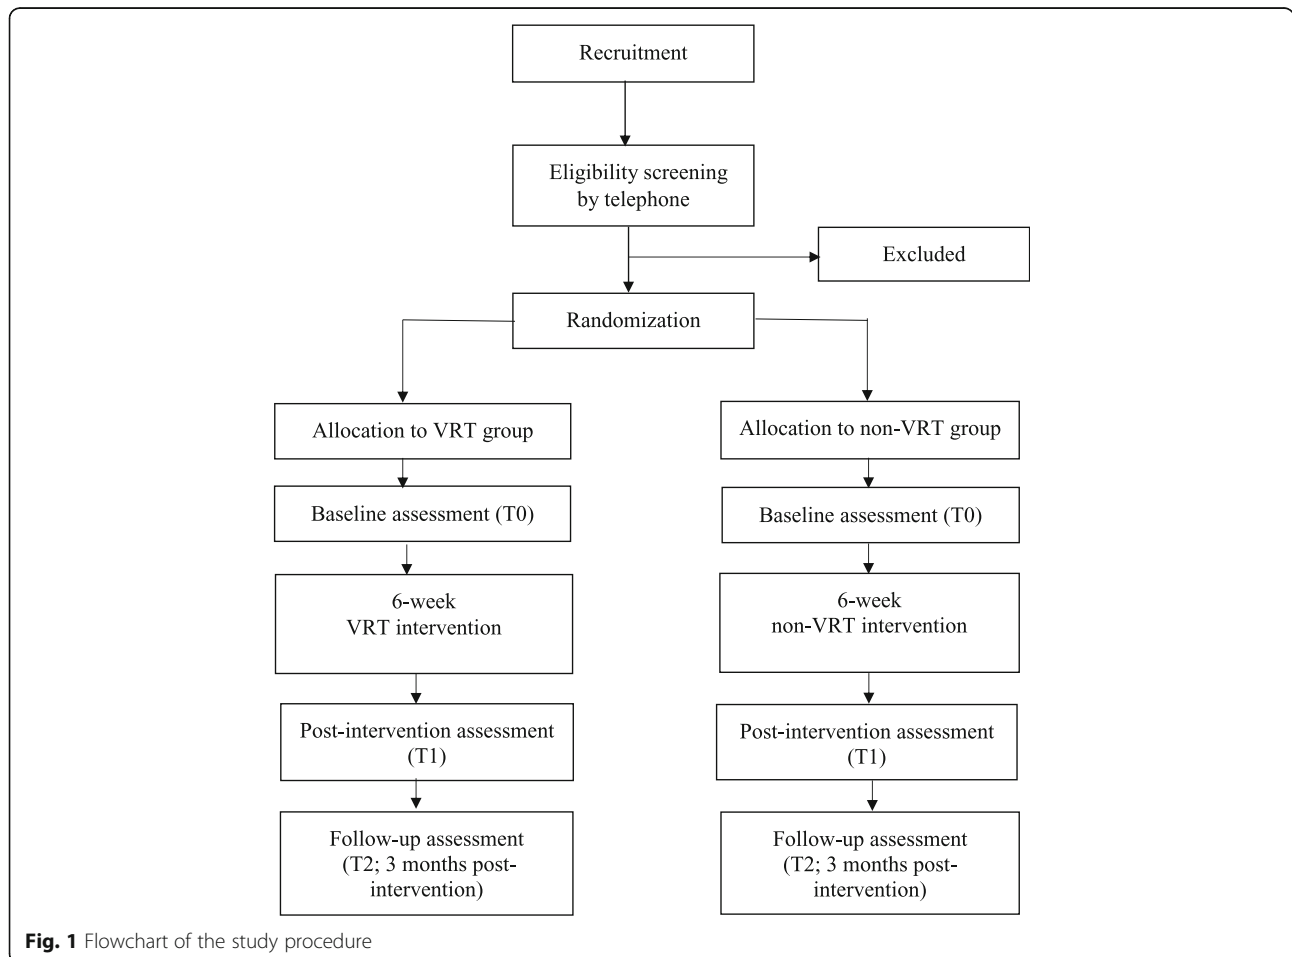 Recruitment
Eligibility screening
by telephone
Excluded
Randomization
Allocation to VRT group
Allocation to non-VRT group
Baseline assessment (T0)
Baseline assessment (T0)
6-week
VRT intervention
6-week
non-VRT intervention
Post-intervention assessment
(T1)
Post-intervention assessment
(T1)
Follow-up assessment
(T2; 3 months post-
intervention)
Follow-up assessment
(T2; 3 months post-
intervention)
Fig. 1 Flowchart of the study procedure